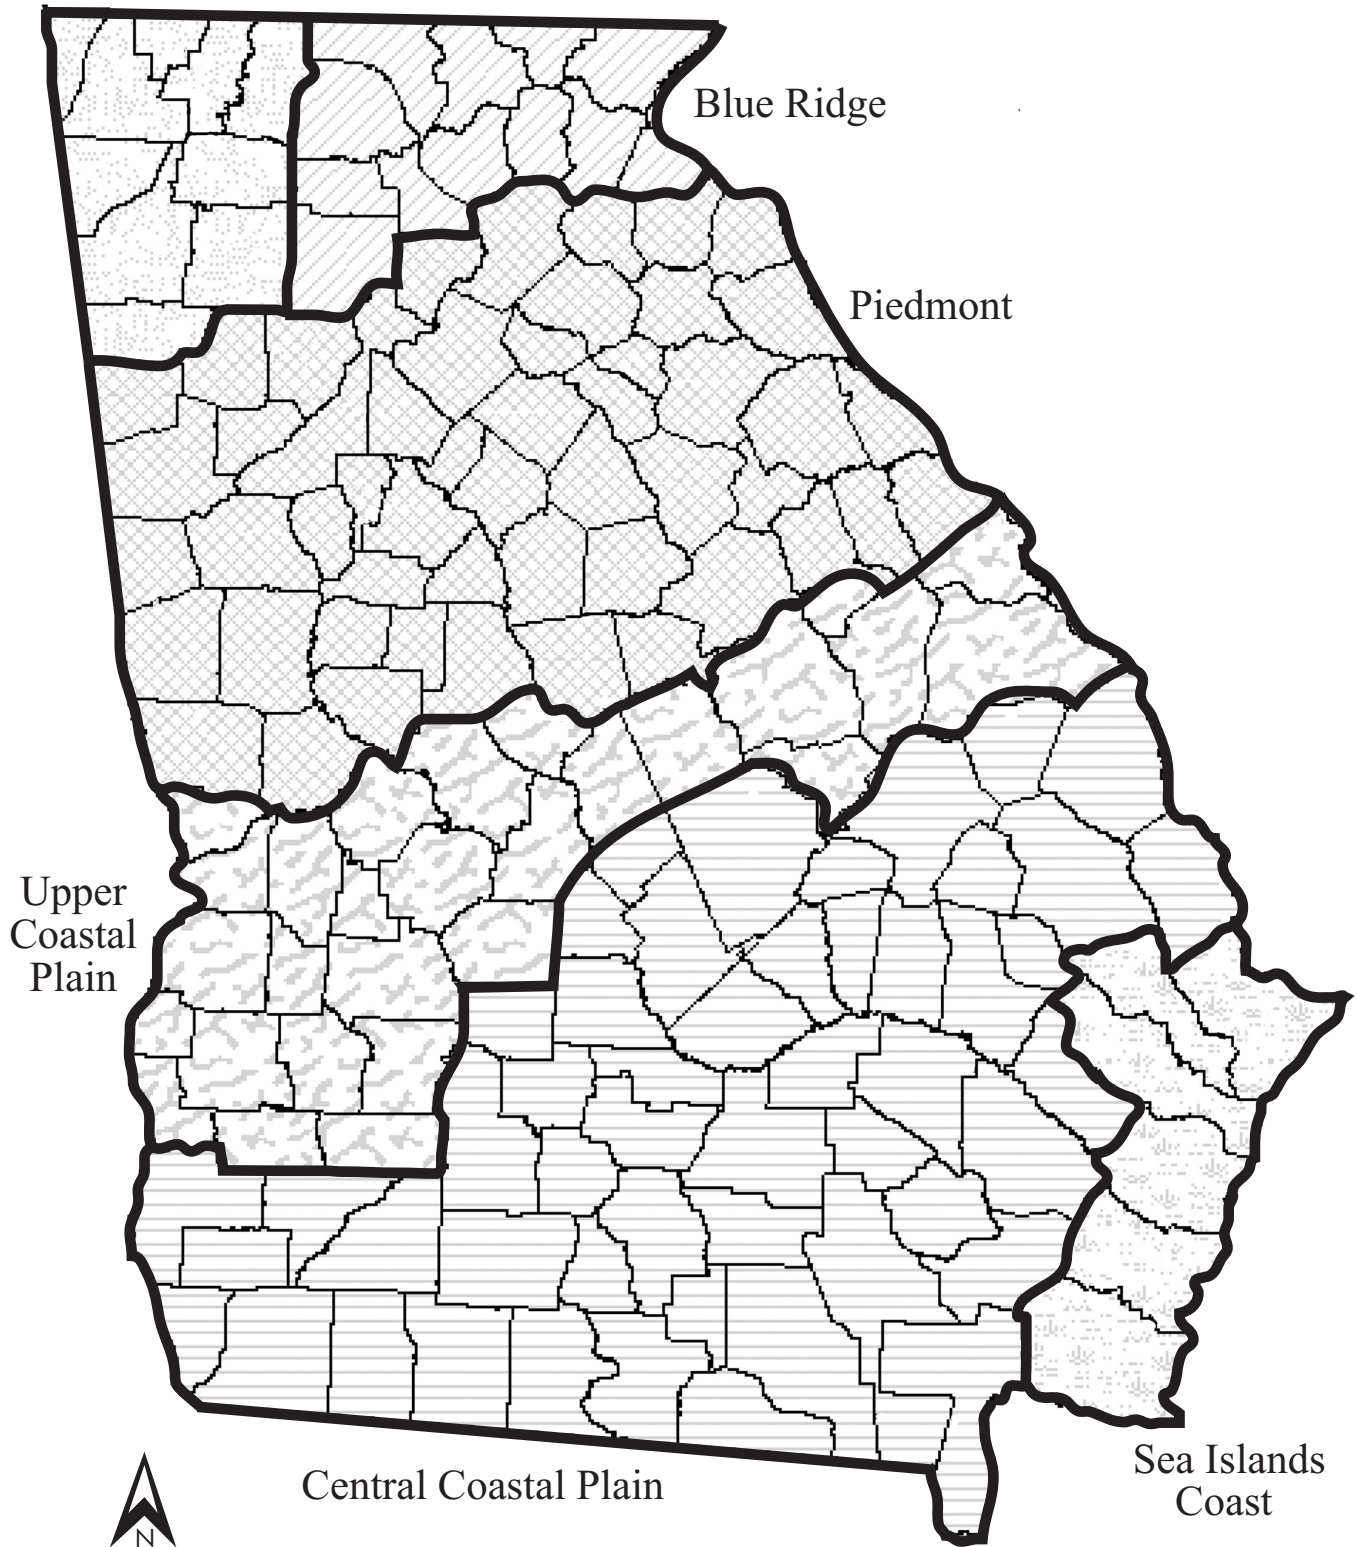 Blue Ridge
Piedmont
Upper
Coastal
Plain
Central Coastal Plain
Sea Islands
Coast
N